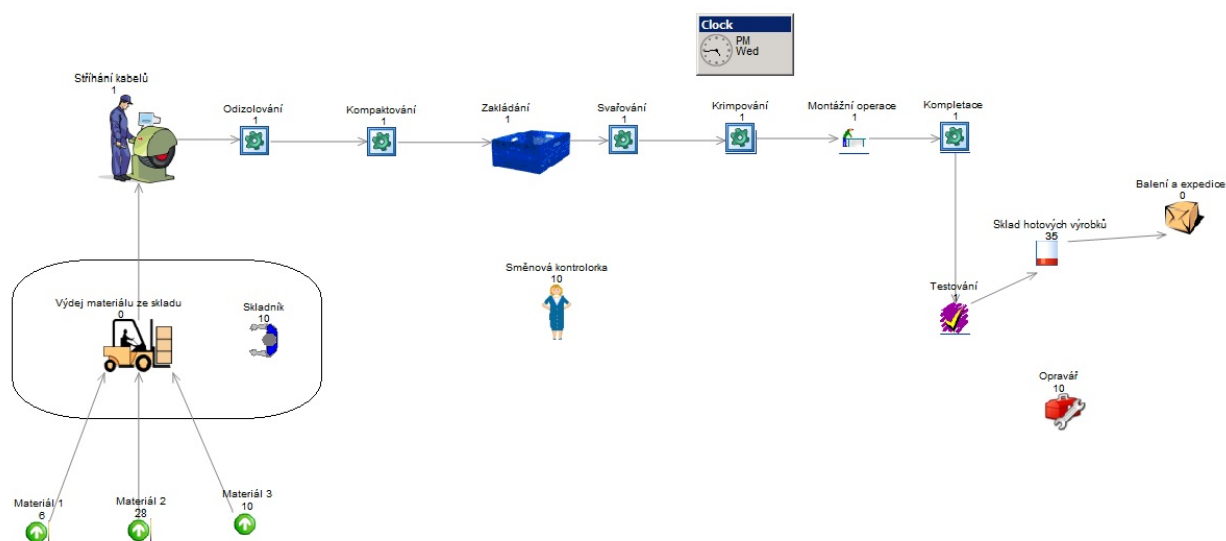 Clock
PM
Wed
Stříhání kabelů
1
Odizolování
1
Kompaktování
1
Zakládání
1
Svařování
1
Krimpování
1
Montážní operace
1
Kompletace
1
Balení a expedice
0
Sklad hotových výrobků
35
Směnová kontrolorka
10
Testování
Výdej materiálu ze skladu
0
Skladník
10
Opravář
10
Materiál 1
6
Materiál 2
28
Materiál 3
10